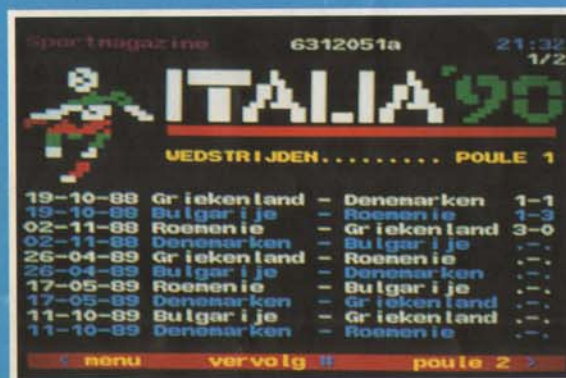 Sportmagazine 6312051a 21:32
1/2
ITALIA '90
WEDSTRIJDEN......... POULE 1
19-10-88 Griekenland - Denemarken 1-1
19-10-88 Bulgarije - Roemenie 1-3
02-11-88 Roemenie - Griekenland 3-0
02-11-88 Denemarken - Bulgarije .-.
26-04-89 Griekenland - Roemenie .-.
26-04-89 Bulgarije - Denemarken .-.
17-05-89 Roemenie - Bulgarije .-.
17-05-89 Denemarken - Griekenland .-.
11-10-89 Bulgarije - Griekenland .-.
11-10-89 Denemarken - Roemenie .-.
< menu vervolg # poule 2 >